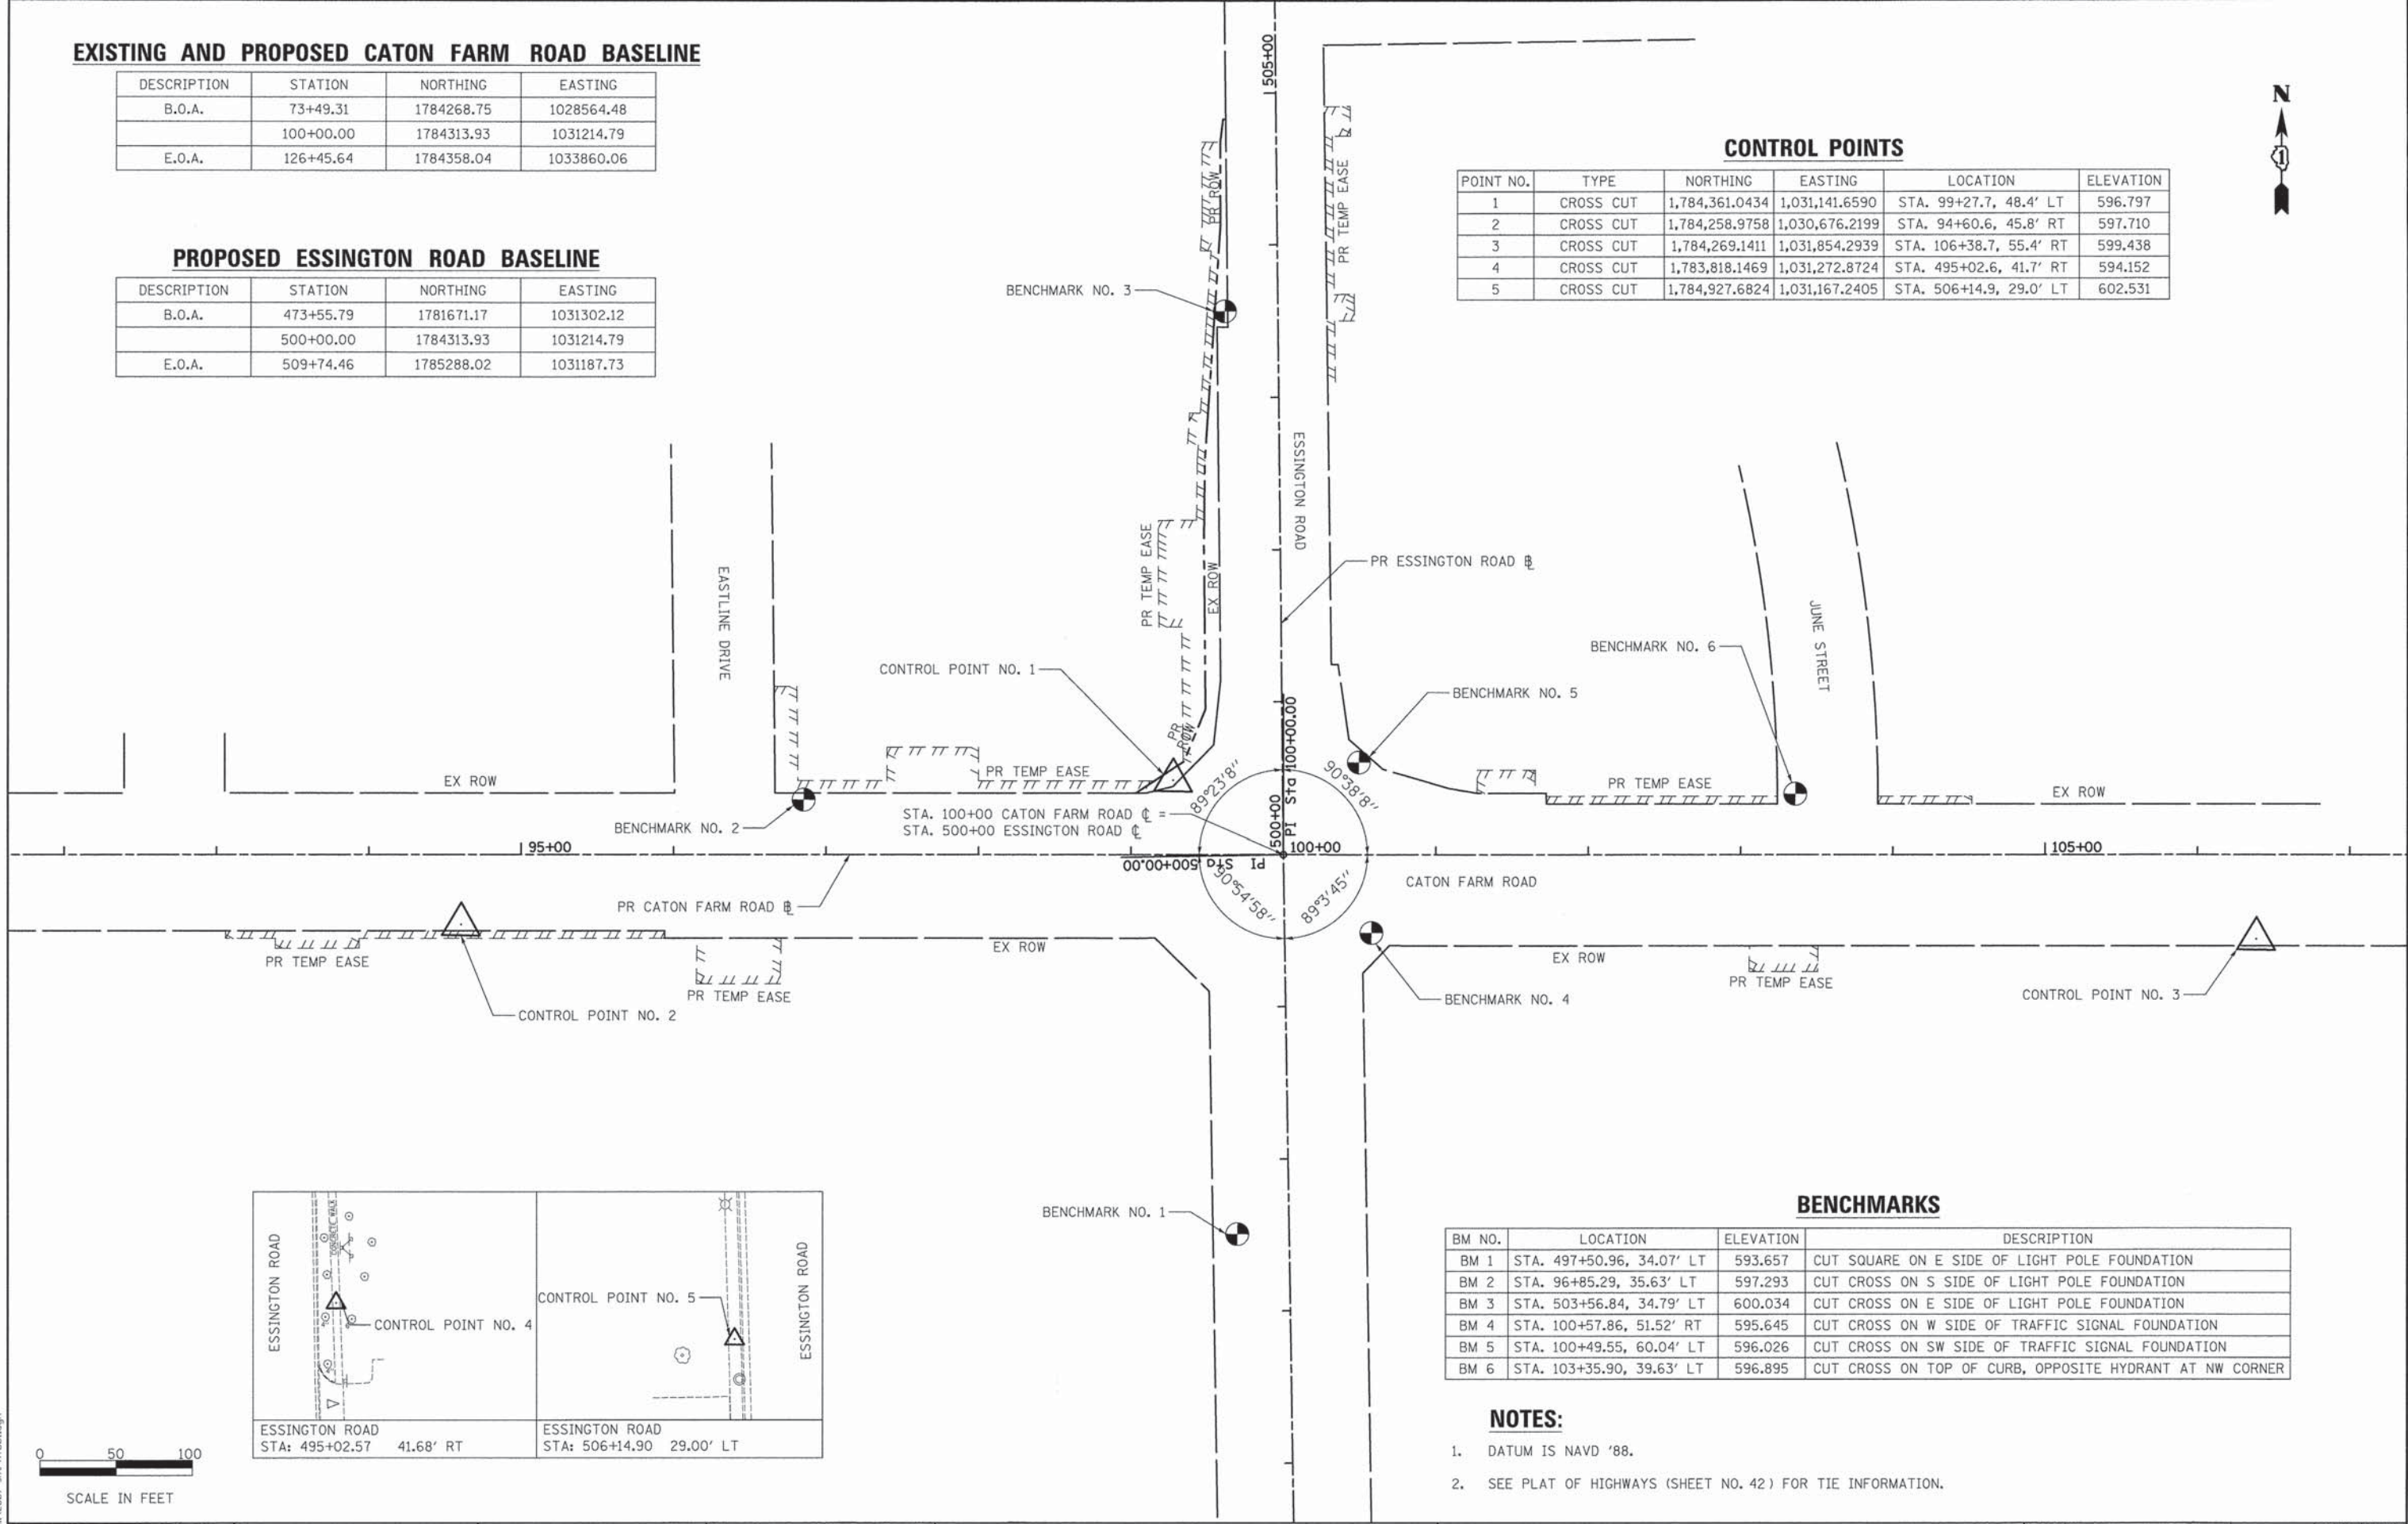 EXISTING AND PROPOSED CATON FARM ROAD BASELINE
DESCRIPTION STATION NORTHING EASTING
B.O.A. 73+49.31 1784268.75 1028564.48
100+00.00 1784313.93 1031214.79
E.O.A. 126+45.64 1784358.04 1033860.06
PROPOSED ESSINGTON ROAD BASELINE
DESCRIPTION STATION NORTHING EASTING
B.O.A. 473+55.79 1781671.17 1031302.12
500+00.00 1784313.93 1031214.79
E.O.A. 509+74.46 1785288.02 1031187.73
CONTROL POINTS
POINT NO. TYPE NORTHING EASTING LOCATION ELEVATION
1 CROSS CUT 1,784,361.0434 1,031,141.6590 STA. 99+27.7, 48.4' LT 596.797
2 CROSS CUT 1,784,258.9758 1,030,676.2199 STA. 94+60.6, 45.8' RT 597.710
3 CROSS CUT 1,784,269.1411 1,031,854.2939 STA. 106+38.7, 55.4' RT 599.438
4 CROSS CUT 1,783,818.1469 1,031,272.8724 STA. 495+02.6, 41.7' RT 594.152
5 CROSS CUT 1,784,927.6824 1,031,167.2405 STA. 506+14.9, 29.0' LT 602.531
N
505+00
PR ROW
PR TEMP EASE
BENCHMARK NO. 3
ESSINGTON ROAD
PR TEMP EASE
EX ROW
PR ESSINGTON ROAD ℄
EASTLINE DRIVE
JUNE STREET
BENCHMARK NO. 6
CONTROL POINT NO. 1
BENCHMARK NO. 5
PR ROW
EX ROW
PR TEMP EASE
89°23'8"
90°38'8"
500+00
PI Sta 100+00.00
PR TEMP EASE
EX ROW
STA. 100+00 CATON FARM ROAD ℄ =
STA. 500+00 ESSINGTON ROAD ℄
BENCHMARK NO. 2
95+00
100+00
105+00
PI Sta 500+00.00
90°54'58"
89°3'45"
CATON FARM ROAD
PR CATON FARM ROAD ℄
EX ROW
PR TEMP EASE
PR TEMP EASE
EX ROW
PR TEMP EASE
CONTROL POINT NO. 2
BENCHMARK NO. 4
CONTROL POINT NO. 3
BENCHMARK NO. 1
ESSINGTON ROAD
CONCRETE WALK
CONTROL POINT NO. 4
CONTROL POINT NO. 5
ESSINGTON ROAD
ESSINGTON ROAD
STA: 495+02.57 41.68' RT
ESSINGTON ROAD
STA: 506+14.90 29.00' LT
0 50 100
SCALE IN FEET
BENCHMARKS
BM NO. LOCATION ELEVATION DESCRIPTION
BM 1 STA. 497+50.96, 34.07' LT 593.657 CUT SQUARE ON E SIDE OF LIGHT POLE FOUNDATION
BM 2 STA. 96+85.29, 35.63' LT 597.293 CUT CROSS ON S SIDE OF LIGHT POLE FOUNDATION
BM 3 STA. 503+56.84, 34.79' LT 600.034 CUT CROSS ON E SIDE OF LIGHT POLE FOUNDATION
BM 4 STA. 100+57.86, 51.52' RT 595.645 CUT CROSS ON W SIDE OF TRAFFIC SIGNAL FOUNDATION
BM 5 STA. 100+49.55, 60.04' LT 596.026 CUT CROSS ON SW SIDE OF TRAFFIC SIGNAL FOUNDATION
BM 6 STA. 103+35.90, 39.63' LT 596.895 CUT CROSS ON TOP OF CURB, OPPOSITE HYDRANT AT NW CORNER
NOTES:
1. DATUM IS NAVD '88.
2. SEE PLAT OF HIGHWAYS (SHEET NO. 42) FOR TIE INFORMATION.